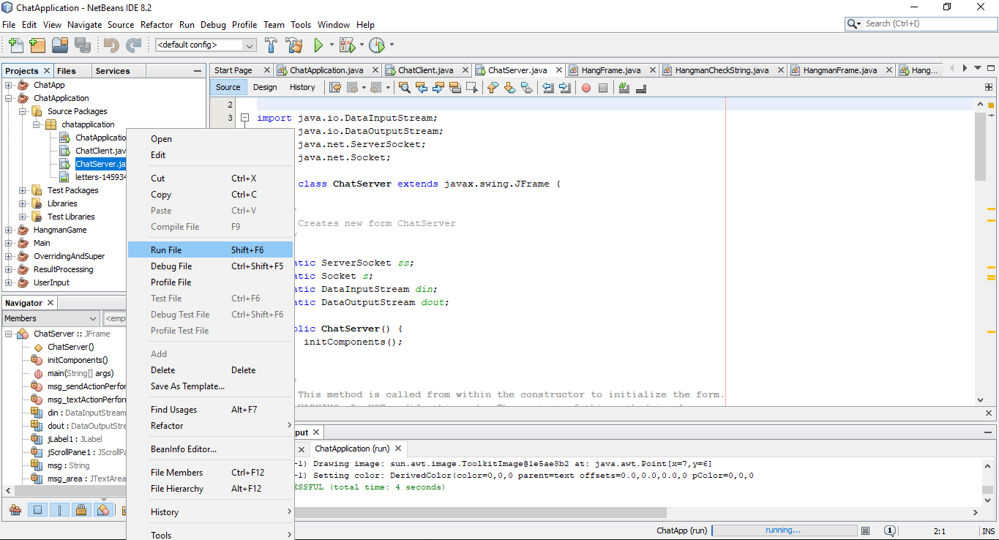 ChatApplication - NetBeans IDE 8.2
File Edit View Navigate Source Refactor Run Debug Profile Team Tools Window Help
Search (Ctrl+I)
<default config>
Projects Files Services
ChatApp
ChatApplication
Source Packages
chatapplication
ChatApplicatio
ChatClient.jav
ChatServer.ja
letters-145934
Test Packages
Libraries
Test Libraries
HangmanGame
Main
OverridingAndSuper
ResultProcessing
UserInput
Navigator
Members <emp
ChatServer :: JFrame
ChatServer()
initComponents()
main(String[] args)
msg_sendActionPerfor
msg_textActionPerforr
din : DataInputStream
dout : DataOutputStre
jLabel1 : JLabel
jScrollPane1 : JScrollPa
msg : String
msg_area : JTextArea
Open
Edit
Cut Ctrl+X
Copy Ctrl+C
Paste Ctrl+V
Compile File F9
Run File Shift+F6
Debug File Ctrl+Shift+F5
Profile File
Test File Ctrl+F6
Debug Test File Ctrl+Shift+F6
Profile Test File
Add
Delete Delete
Save As Template...
Find Usages Alt+F7
Refactor
BeanInfo Editor...
File Members Ctrl+F12
File Hierarchy Alt+F12
History
Tools
Start Page ChatApplication.java ChatClient.java ChatServer.java HangFrame.java HangmanCheckString.java HangmanFrame.java Hang...
Source Design History
2
3 import java.io.DataInputStream;
java.io.DataOutputStream;
java.net.ServerSocket;
java.net.Socket;
class ChatServer extends javax.swing.JFrame {
*
Creates new form ChatServer
/
atic ServerSocket ss;
atic Socket s;
atic DataInputStream din;
atic DataOutputStream dout;
blic ChatServer() {
initComponents();
*
This method is called from within the constructor to initialize the form.
put
ChatApplication (run)
-1) Drawing image: sun.awt.image.ToolkitImage@1e5ae8b2 at: java.awt.Point[x=7,y=6]
-1) Setting color: DerivedColor(color=0,0,0 parent=text offsets=0.0,0.0,0.0,0 pColor=0,0,0
ESSFUL (total time: 4 seconds)
ChatApp (run) running... 1 2:1 INS